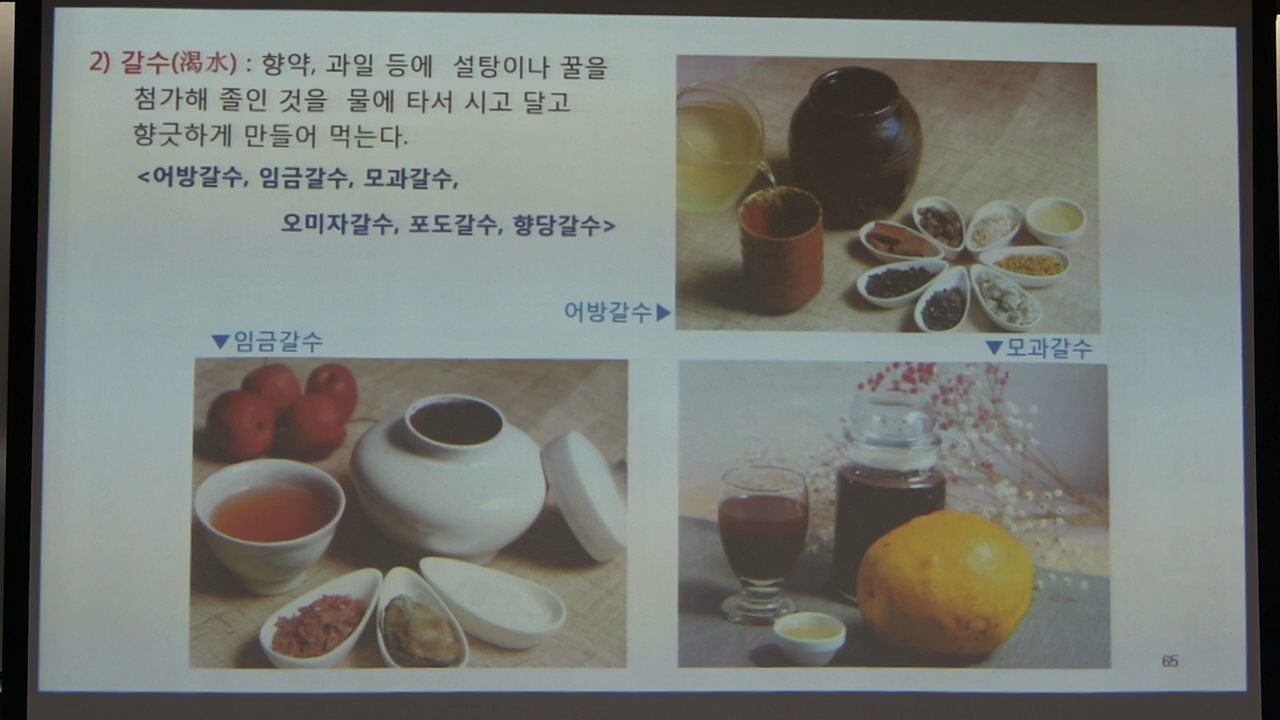 2) 갈수(渴水) : 향약, 과일 등에 설탕이나 꿀을
첨가해 졸인 것을 물에 타서 시고 달고
향긋하게 만들어 먹는다.
<어방갈수, 임금갈수, 모과갈수,
오미자갈수, 포도갈수, 향당갈수>
어방갈수▶
▼임금갈수
▼모과갈수
65